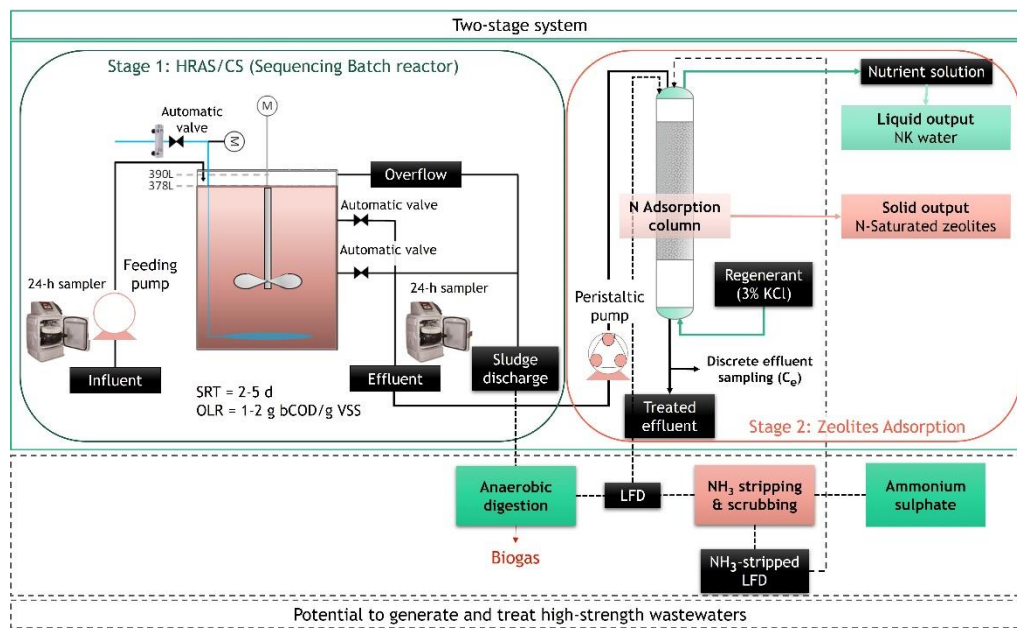 Two-stage system
Stage 1: HRAS/CS (Sequencing Batch reactor)
Automatic
valve
M
M
390L
378L
Overflow
Automatic valve
Automatic valve
24-h sampler
Feeding
pump
24-h sampler
Influent
SRT = 2-5 d
OLR = 1-2 g bCOD/g VSS
Effluent
Sludge
discharge
Nutrient solution
Liquid output
NK water
N Adsorption
column
Solid output
N-Saturated zeolites
Regenerant
(3% KCl)
Peristaltic
pump
Discrete effluent
sampling (Ce)
Treated
effluent
Stage 2: Zeolites Adsorption
Anaerobic
digestion
LFD
NH3 stripping
& scrubbing
Ammonium
sulphate
Biogas
NH3-stripped
LFD
Potential to generate and treat high-strength wastewaters